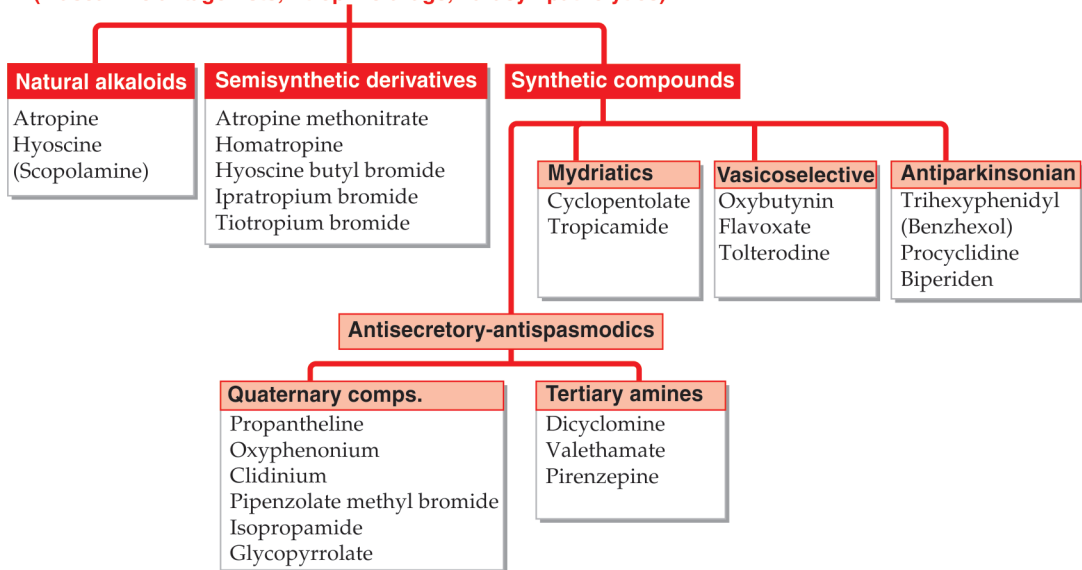 Natural alkaloids
Atropine
Hyoscine
(Scopolamine)
Semisynthetic derivatives
Atropine methonitrate
Homatropine
Hyoscine butyl bromide
Ipratropium bromide
Tiotropium bromide
Synthetic compounds
Mydriatics
Cyclopentolate
Tropicamide
Vasicoselective
Oxybutynin
Flavoxate
Tolterodine
Antiparkinsonian
Trihexyphenidyl
(Benzhexol)
Procyclidine
Biperiden
Antisecretory-antispasmodics
Quaternary comps.
Propantheline
Oxyphenonium
Clidinium
Pipenzolate methyl bromide
Isopropamide
Glycopyrrolate
Tertiary amines
Dicyclomine
Valethamate
Pirenzepine